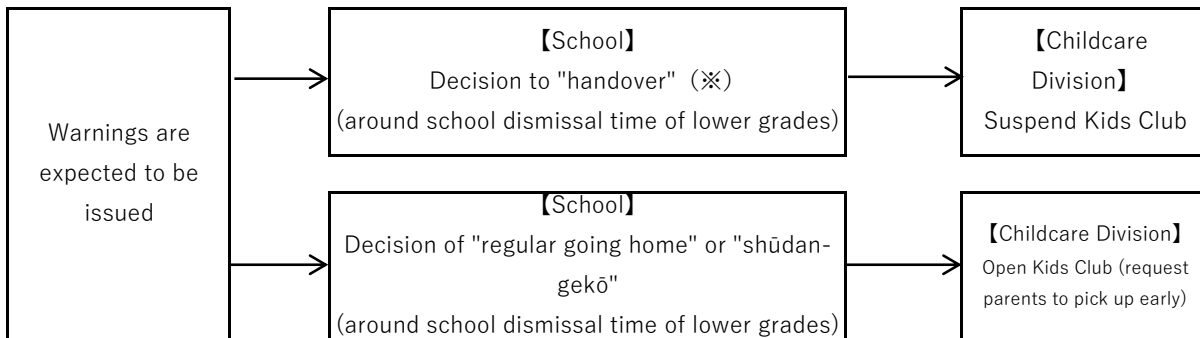 Warnings are
expected to be
issued
【School】
Decision to "handover"（※）
(around school dismissal time of lower grades)
【Childcare
Division】
Suspend Kids Club
【School】
Decision of "regular going home" or "shūdan-
gekō"
(around school dismissal time of lower grades)
【Childcare Division】
Open Kids Club (request
parents to pick up early)